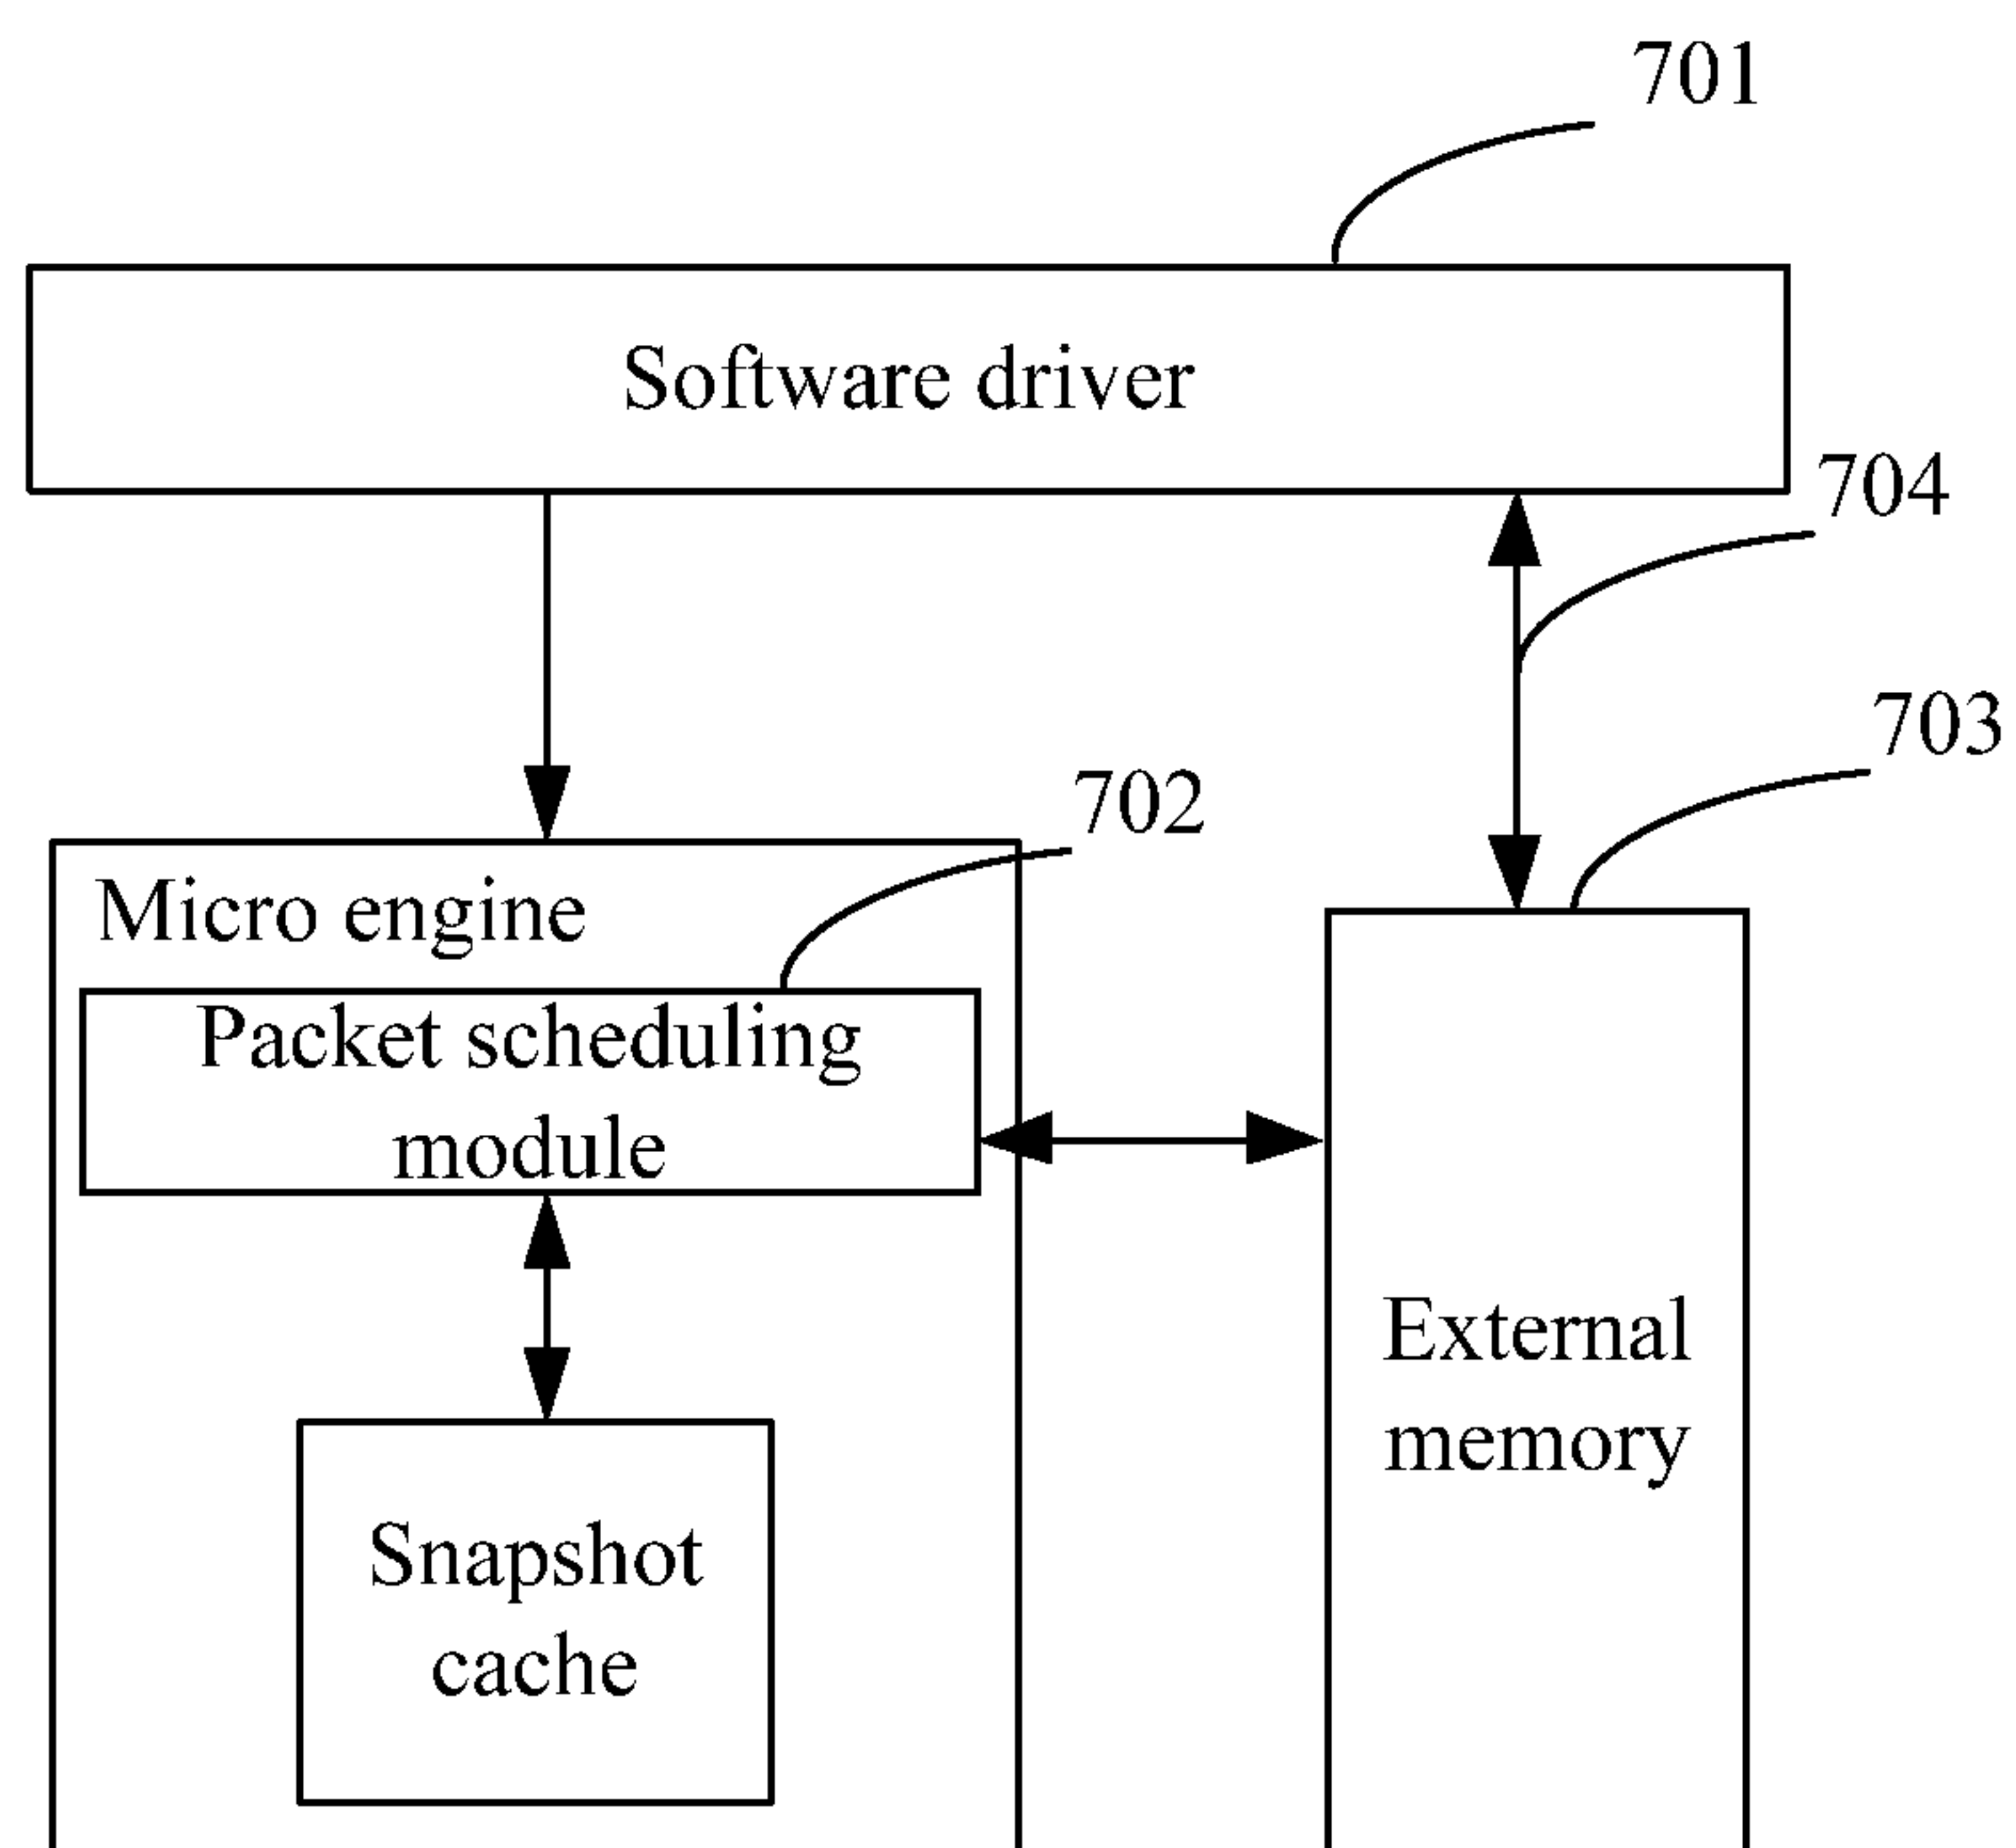 701
Software driver
704
703
702
Micro engine
Packet scheduling
module
External
memory
Snapshot
cache